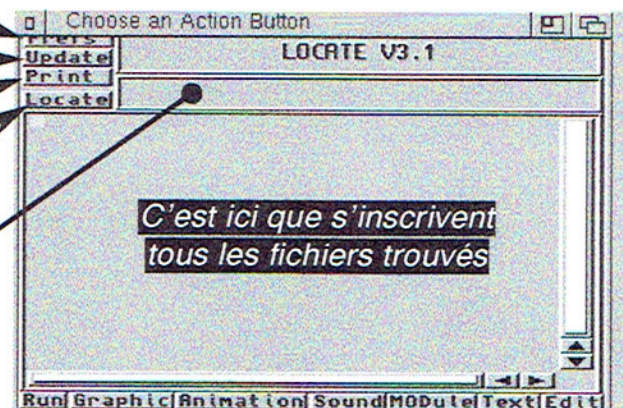 Choose an Action Button
Prefs
Update
LOCATE V3.1
Print
Locate
C'est ici que s'inscrivent
tous les fichiers trouvés
Run Graphic Animation Sound MODule Text Edit